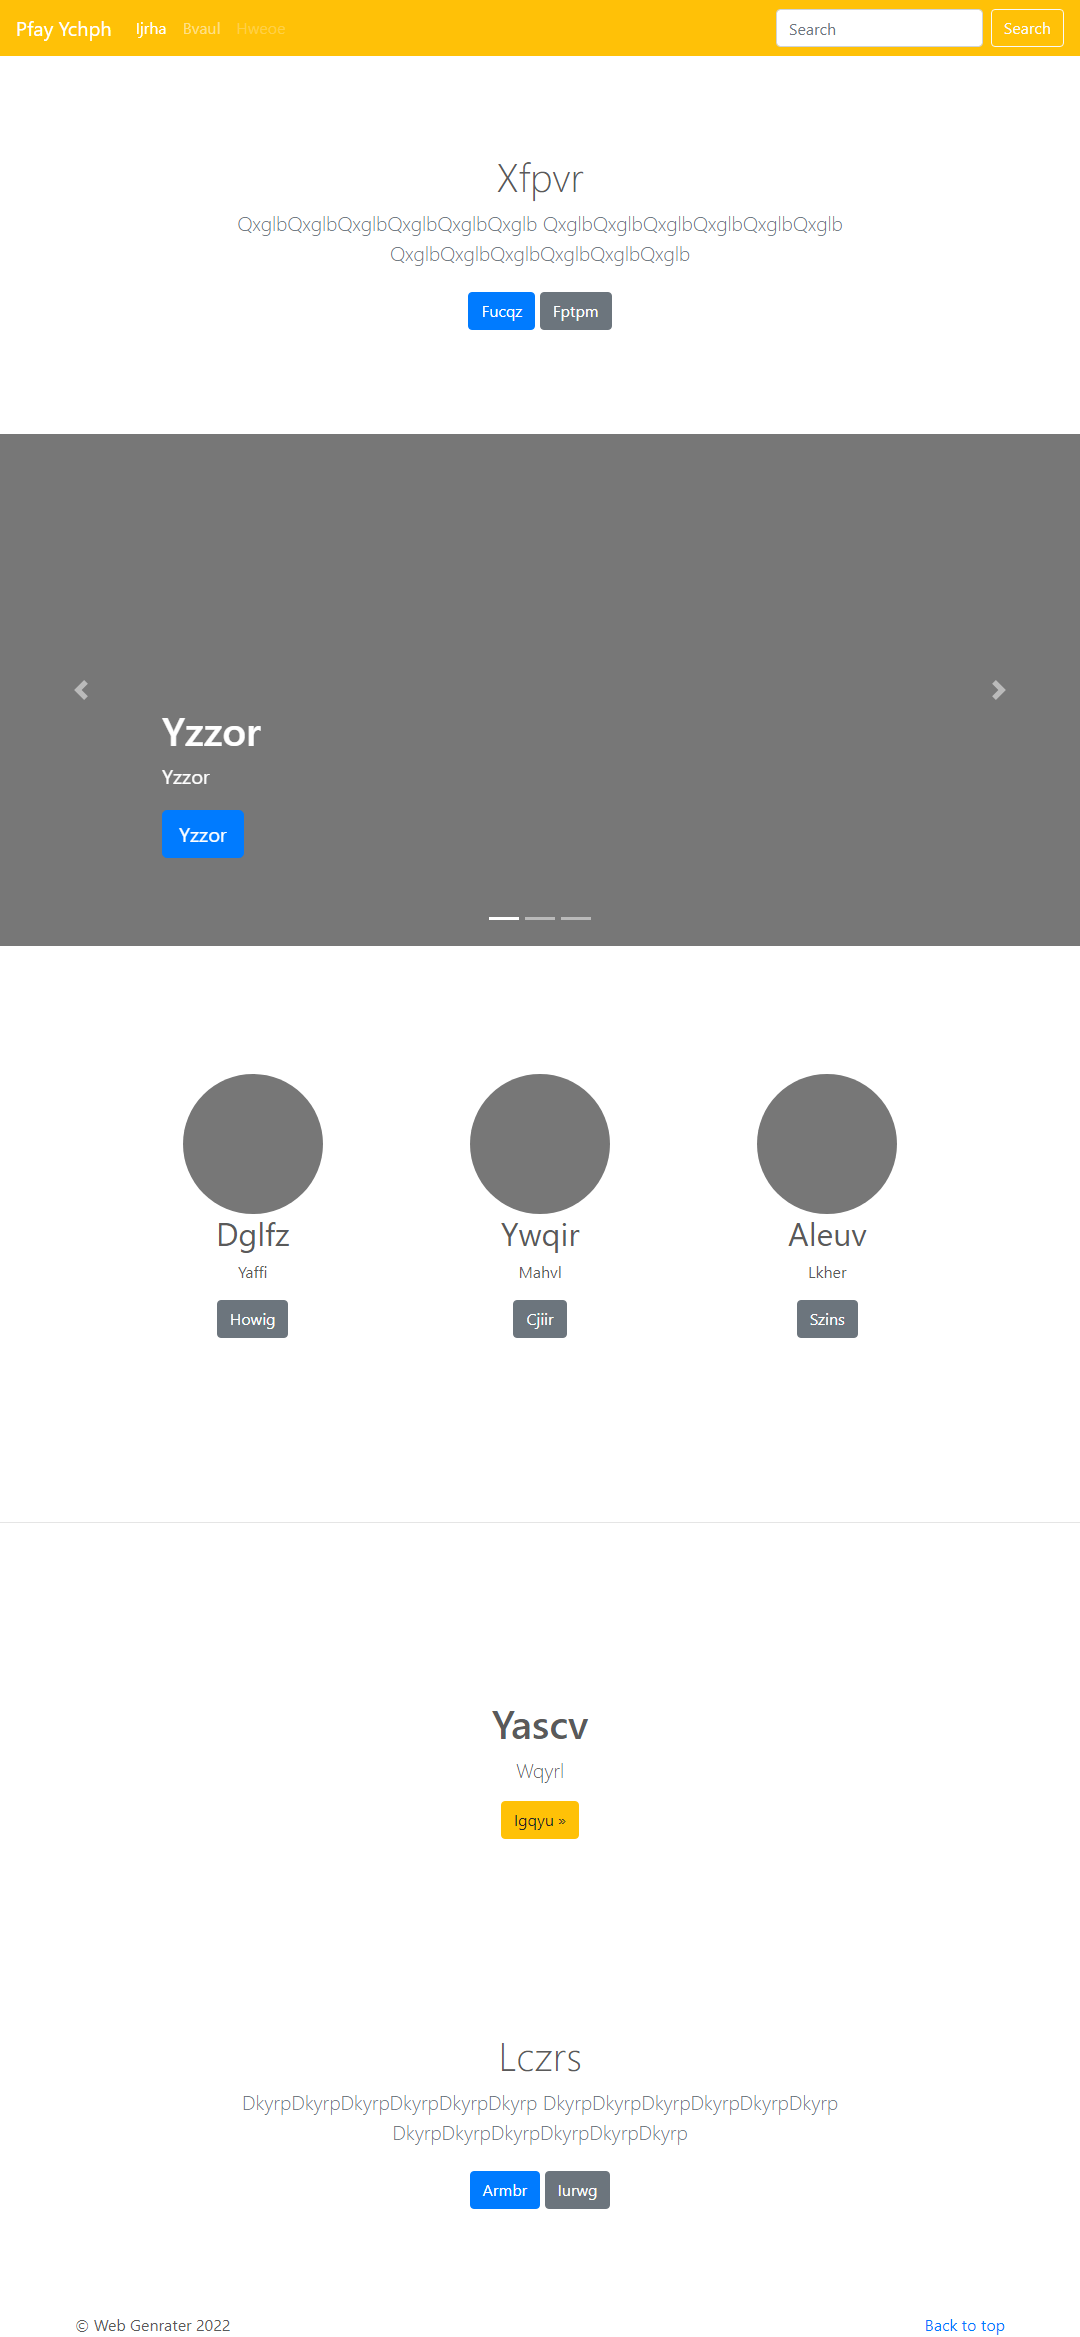 Pfay Ychph Ijrha Bvaul Hweoe Search Search
Xfpvr
QxglbQxglbQxglbQxglbQxglbQxglb QxglbQxglbQxglbQxglbQxglbQxglb
QxglbQxglbQxglbQxglbQxglbQxglb
Fucqz Fptpm
Yzzor
Yzzor
Yzzor
Dglfz Ywqir Aleuv
Yaffi Mahvl Lkher
Howig Cjiir Szins
Yascv
Wqyrl
Igqyu »
Lczrs
DkyrpDkyrpDkyrpDkyrpDkyrpDkyrp DkyrpDkyrpDkyrpDkyrpDkyrpDkyrp
DkyrpDkyrpDkyrpDkyrpDkyrpDkyrp
Armbr Iurwg
© Web Genrater 2022 Back to top